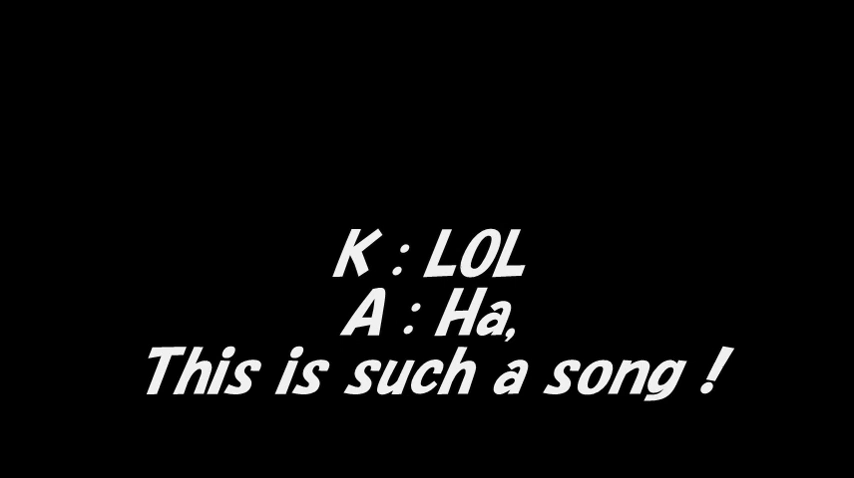 K : LOL
A : Ha,
This is such a song !